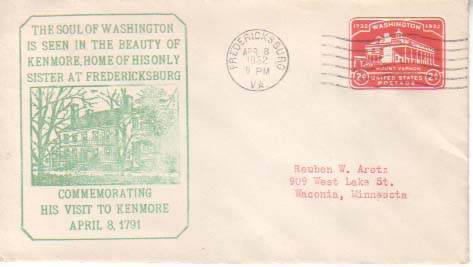 THE SOUL OF WASHINGTON
IS SEEN IN THE BEAUTY OF
KENMORE, HOME OF HIS ONLY
SISTER AT FREDERICKSBURG
COMMEMORATING
HIS VISIT TO KENMORE
APRIL 8, 1791
FREDERICKSBURG
APR 8
1932
9 PM
VA
1732 WASHINGTON 1932
MOUNT VERNON
2¢ UNITED STATES 2¢
POSTAGE
Reuben W. Aretz
909 West Lake St.
Waconia, Minnesota